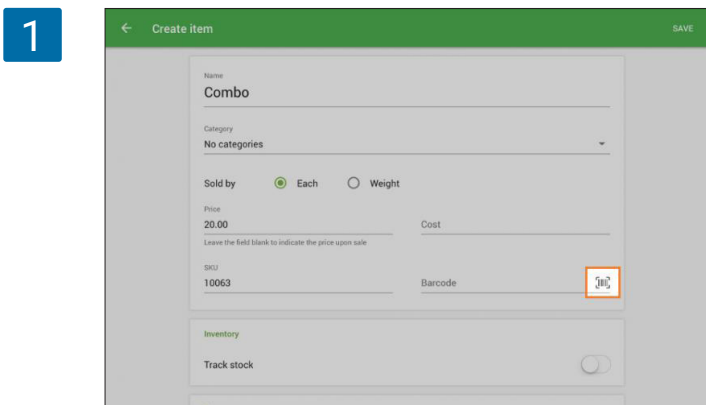 1
Create item
SAVE
Name
Combo
Category
No categories
Sold by Each Weight
Price
20.00 Cost
Leave the field blank to indicate the price upon sale
SKU
10063 Barcode
Inventory
Track stock